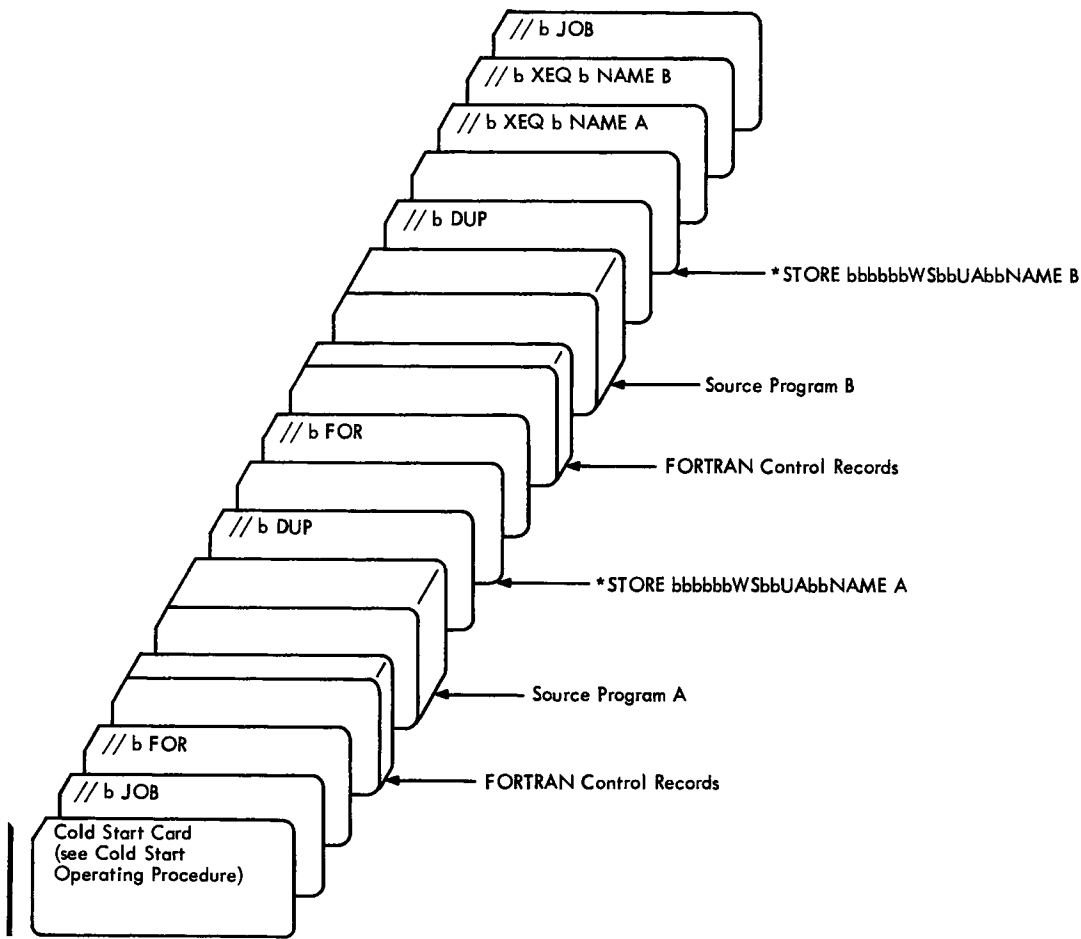 // b JOB
// b XEQ b NAME B
// b XEQ b NAME A
// b DUP
*STORE bbbbbbWSbbUAbbNAME B
Source Program B
// b FOR
FORTRAN Control Records
// b DUP
*STORE bbbbbbWSbbUAbbNAME A
Source Program A
// b FOR
FORTRAN Control Records
// b JOB
Cold Start Card
(see Cold Start
Operating Procedure)